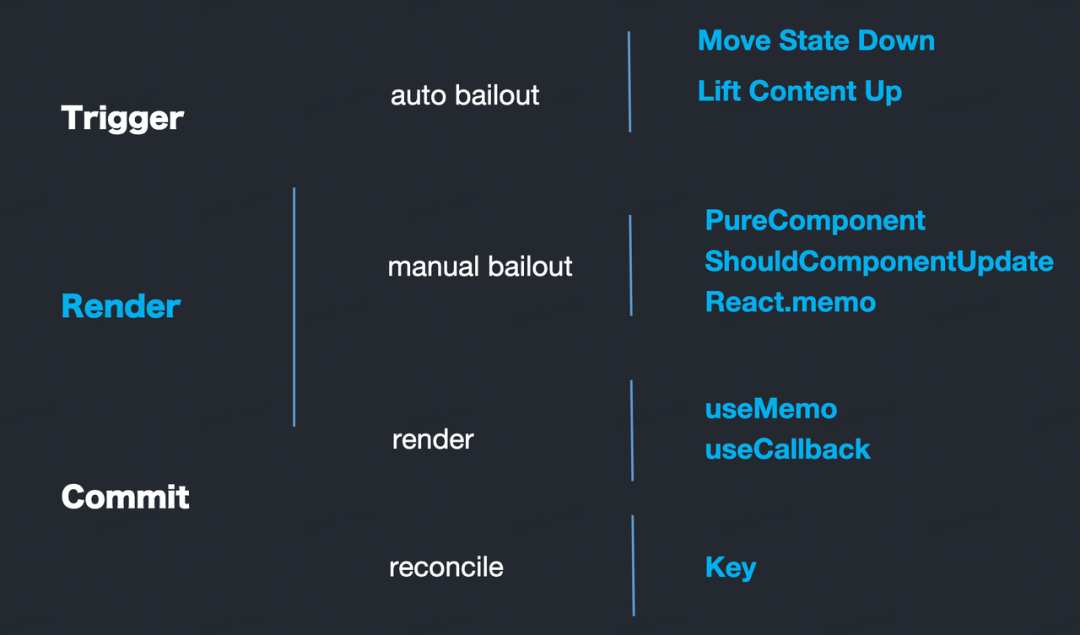 Trigger
Render
Commit
auto bailout
manual bailout
render
reconcile
Move State Down
Lift Content Up
PureComponent
ShouldComponentUpdate
React.memo
useMemo
useCallback
Key